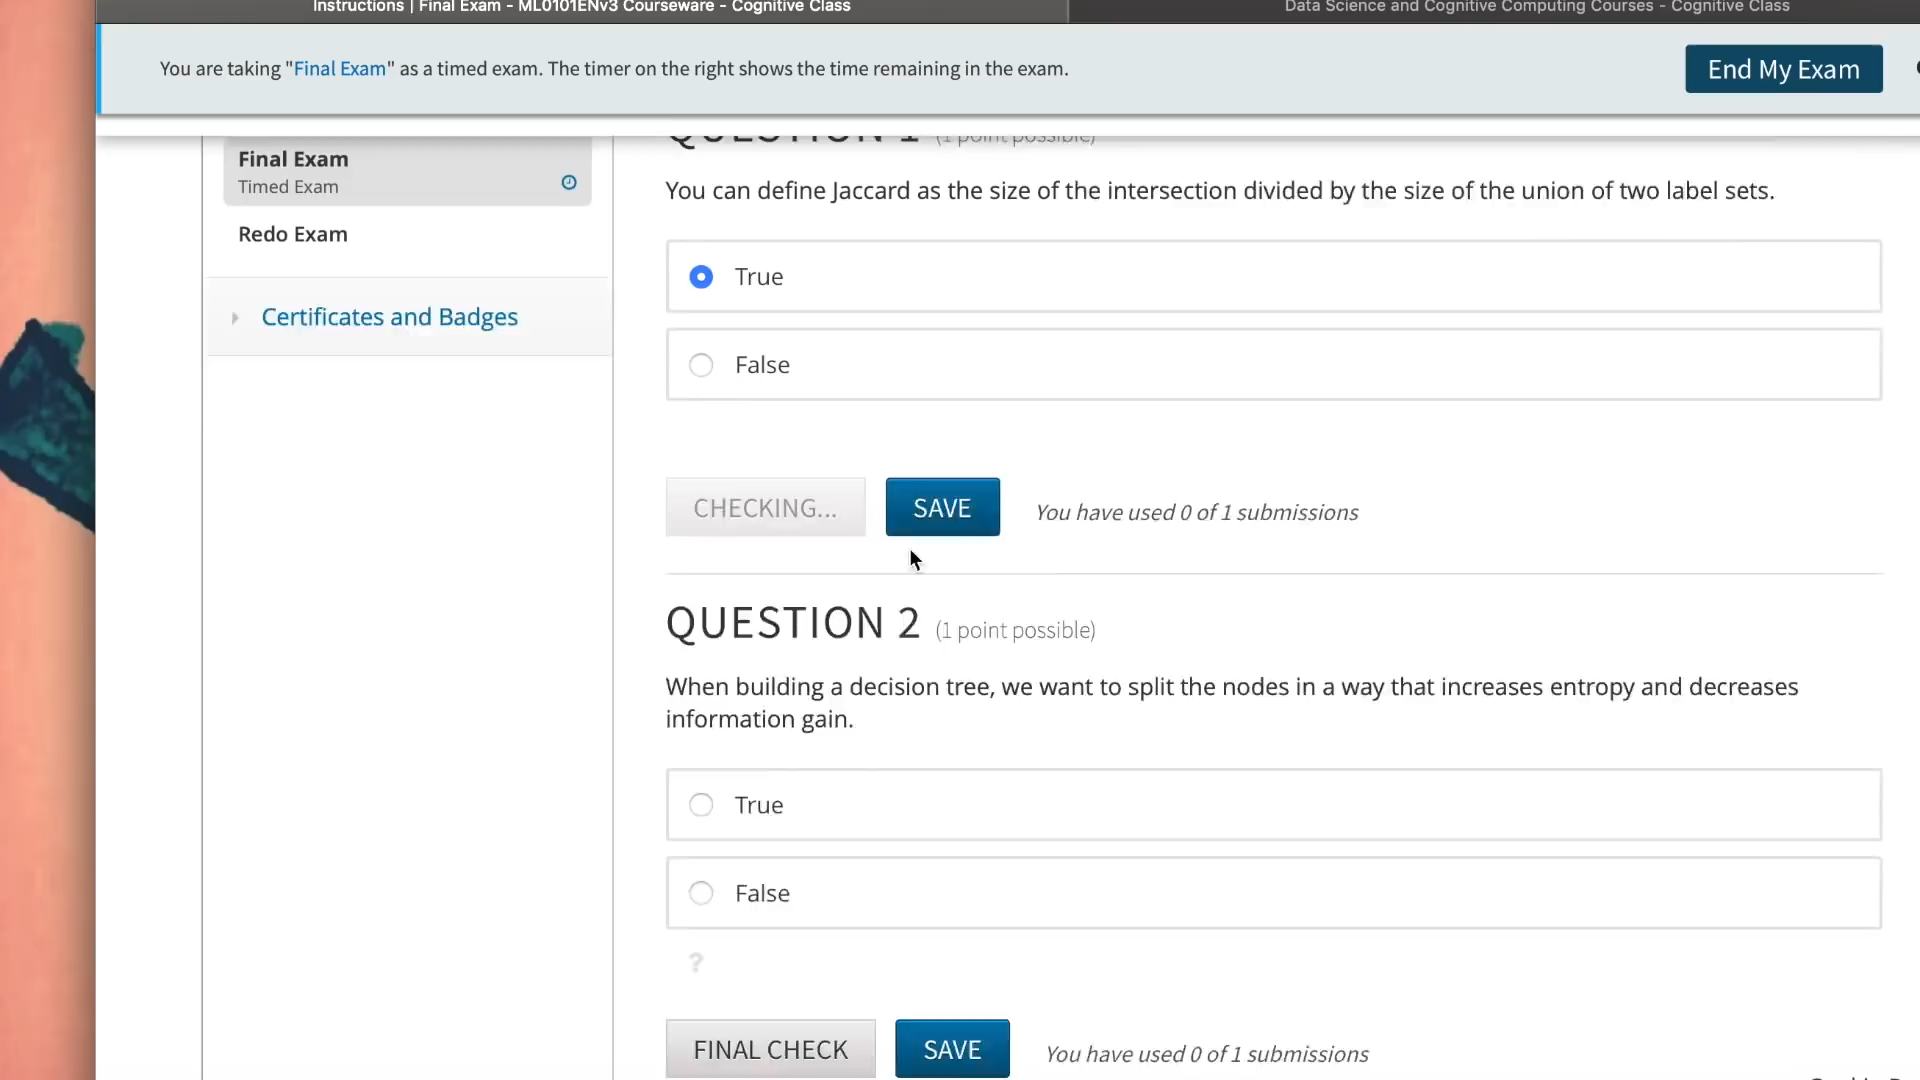 Instructions | Final Exam - ML0101ENv3 Courseware - Cognitive Class
Data Science and Cognitive Computing Courses - Cognitive Class
You are taking "Final Exam" as a timed exam. The timer on the right shows the time remaining in the exam.
End My Exam
Final Exam
Timed Exam
Redo Exam
Certificates and Badges
QUESTION 1 (1 point possible)
You can define Jaccard as the size of the intersection divided by the size of the union of two label sets.
True
False
CHECKING...
SAVE
You have used 0 of 1 submissions
QUESTION 2 (1 point possible)
When building a decision tree, we want to split the nodes in a way that increases entropy and decreases
information gain.
True
False
?
FINAL CHECK
SAVE
You have used 0 of 1 submissions